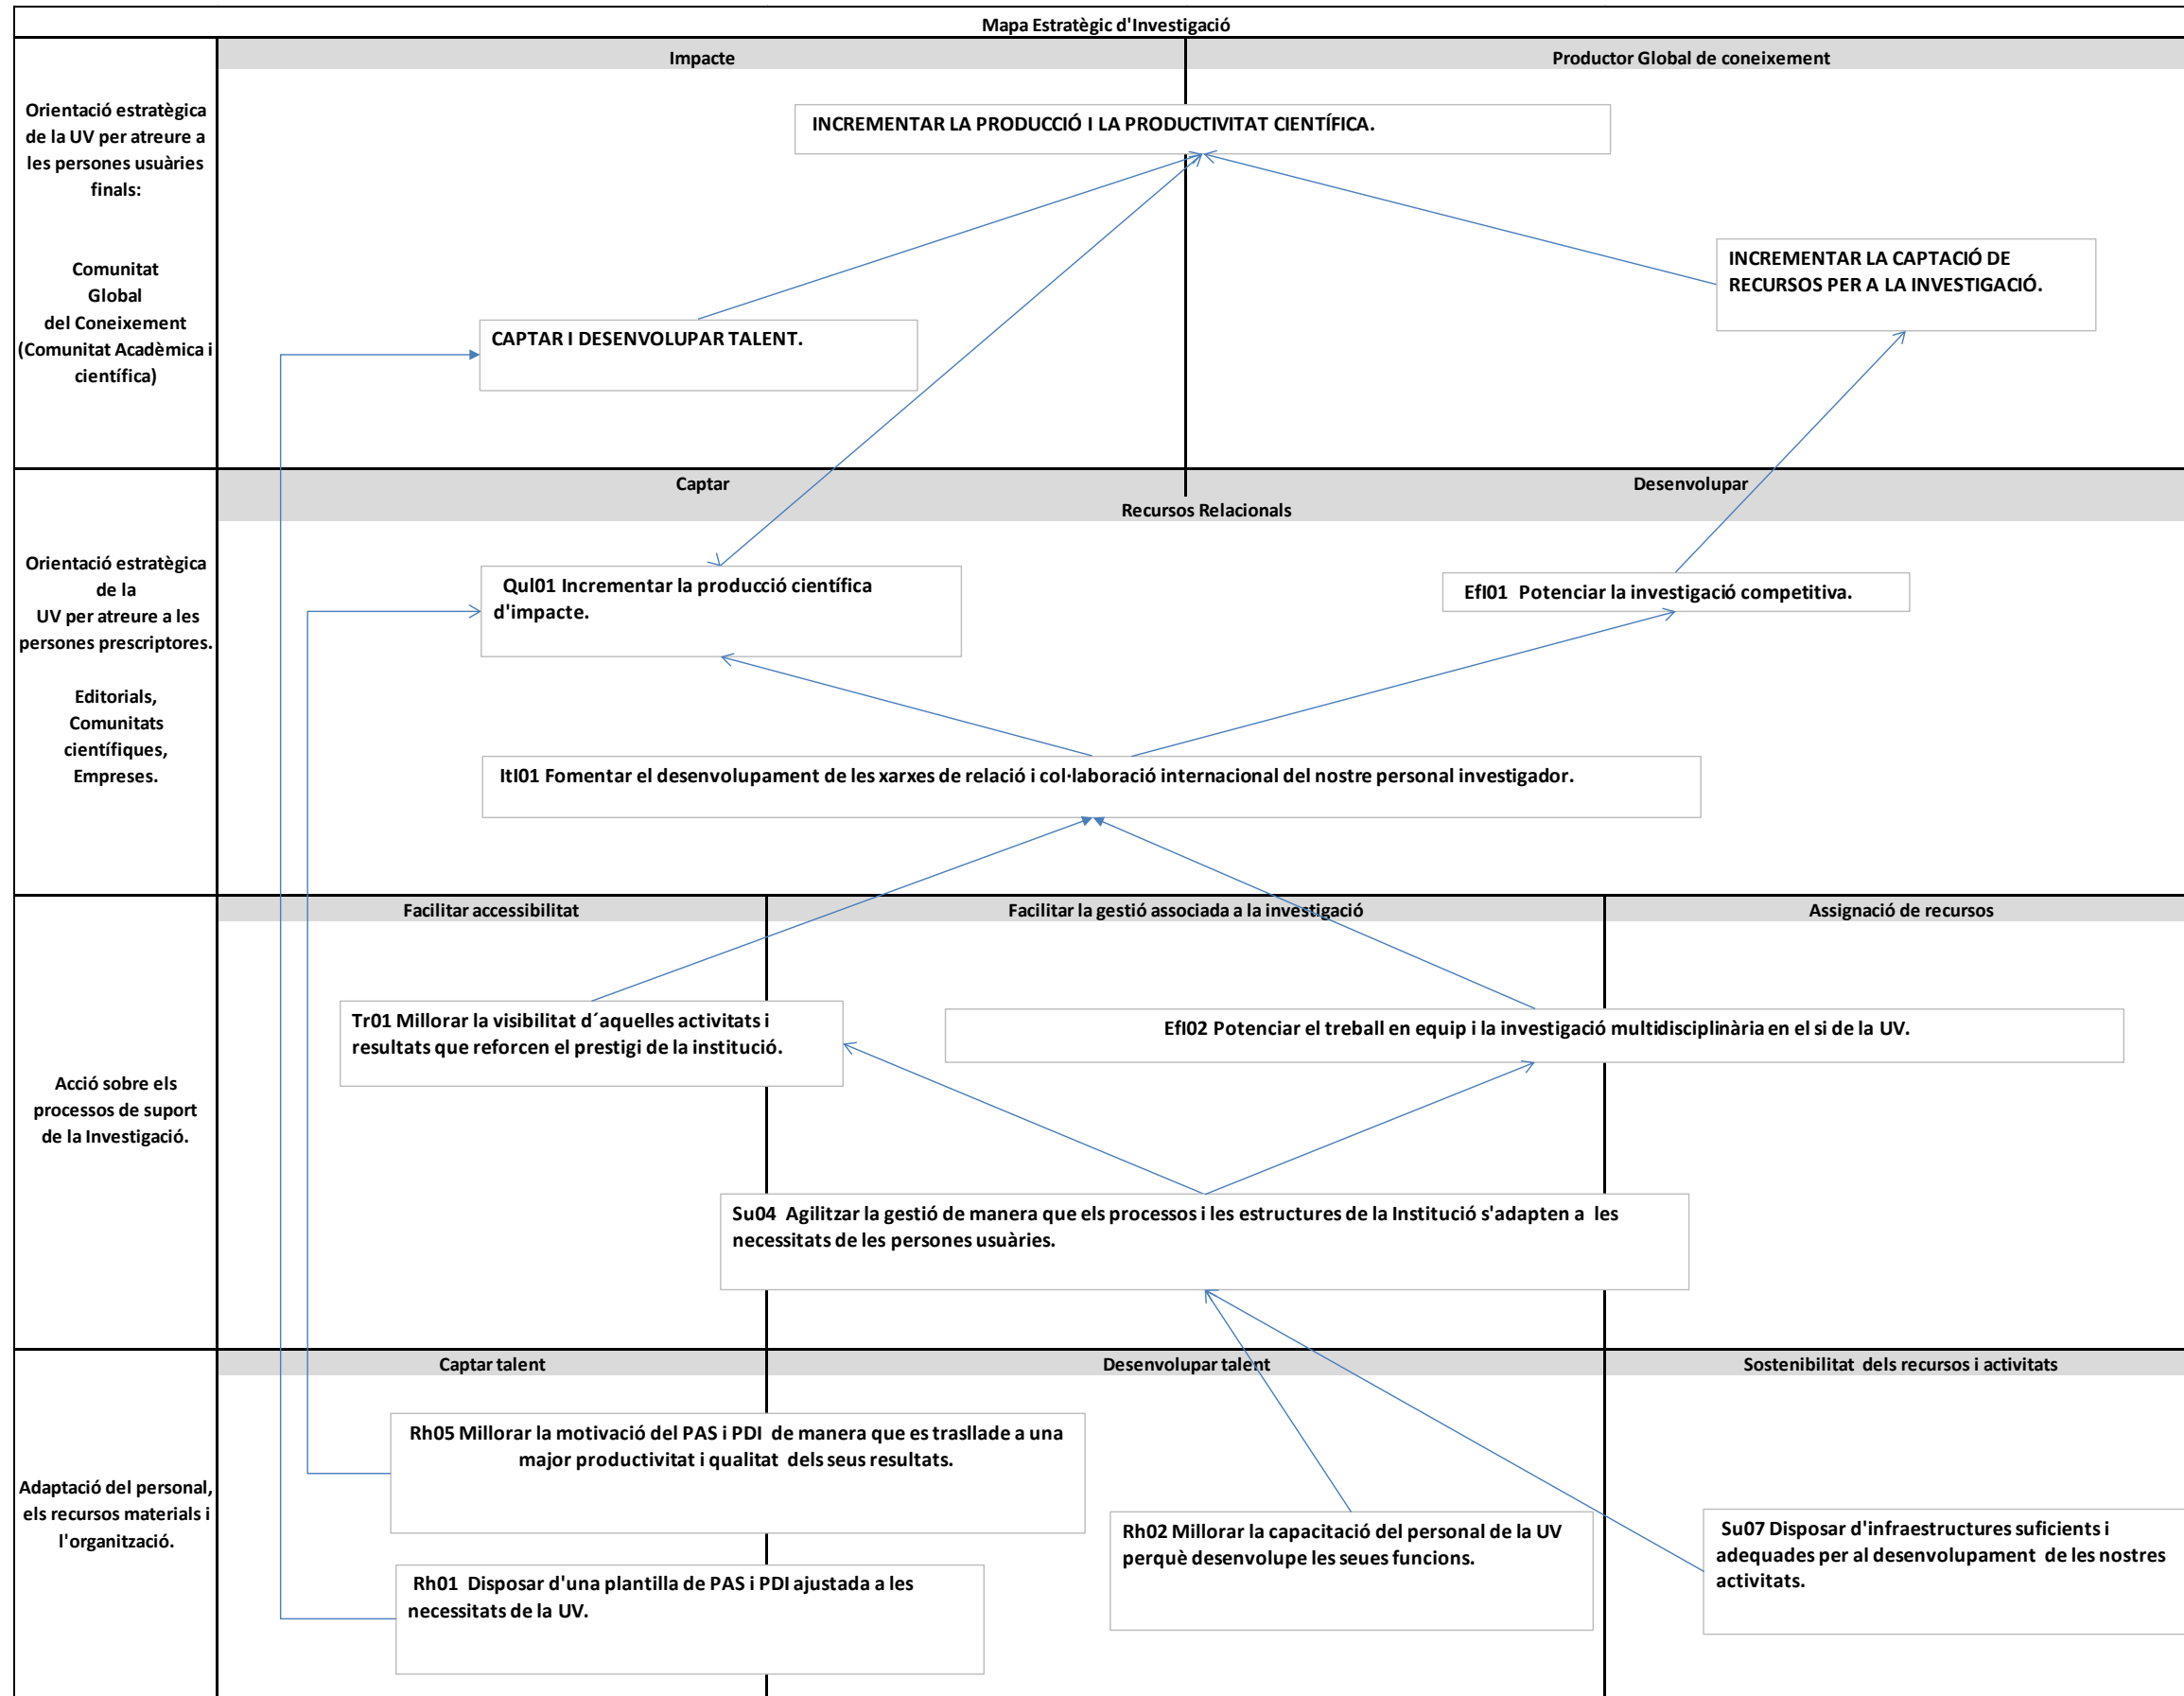 Mapa Estratègic d'Investigació
Impacte
Productor Global de coneixement
Orientació estratègica
de la UV per atreure a
les persones usuàries
finals:
Comunitat
Global
del Coneixement
(Comunitat Acadèmica i
científica)
INCREMENTAR LA PRODUCCIÓ I LA PRODUCTIVITAT CIENTÍFICA.
INCREMENTAR LA CAPTACIÓ DE
RECURSOS PER A LA INVESTIGACIÓ.
CAPTAR I DESENVOLUPAR TALENT.
Captar
Desenvolupar
Recursos Relacionals
Orientació estratègica
de la
UV per atreure a les
persones prescriptores.
Editorials,
Comunitats
científiques,
Empreses.
QuI01 Incrementar la producció científica
d'impacte.
EfI01 Potenciar la investigació competitiva.
ItI01 Fomentar el desenvolupament de les xarxes de relació i col·laboració internacional del nostre personal investigador.
Facilitar accessibilitat
Facilitar la gestió associada a la investigació
Assignació de recursos
Acció sobre els
processos de suport
de la Investigació.
Tr01 Millorar la visibilitat d´aquelles activitats i
resultats que reforcen el prestigi de la institució.
EfI02 Potenciar el treball en equip i la investigació multidisciplinària en el si de la UV.
Su04 Agilitzar la gestió de manera que els processos i les estructures de la Institució s'adapten a les
necessitats de les persones usuàries.
Captar talent
Desenvolupar talent
Sostenibilitat dels recursos i activitats
Adaptació del personal,
els recursos materials i
l'organització.
Rh05 Millorar la motivació del PAS i PDI de manera que es trasllade a una
major productivitat i qualitat dels seus resultats.
Rh02 Millorar la capacitació del personal de la UV
perquè desenvolupe les seues funcions.
Su07 Disposar d'infraestructures suficients i
adequades per al desenvolupament de les nostres
activitats.
Rh01 Disposar d'una plantilla de PAS i PDI ajustada a les
necessitats de la UV.